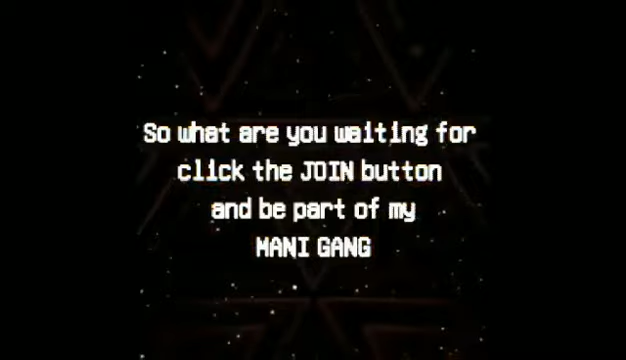 So what are you waiting for
click the JOIN button
and be part of my
MANI GANG